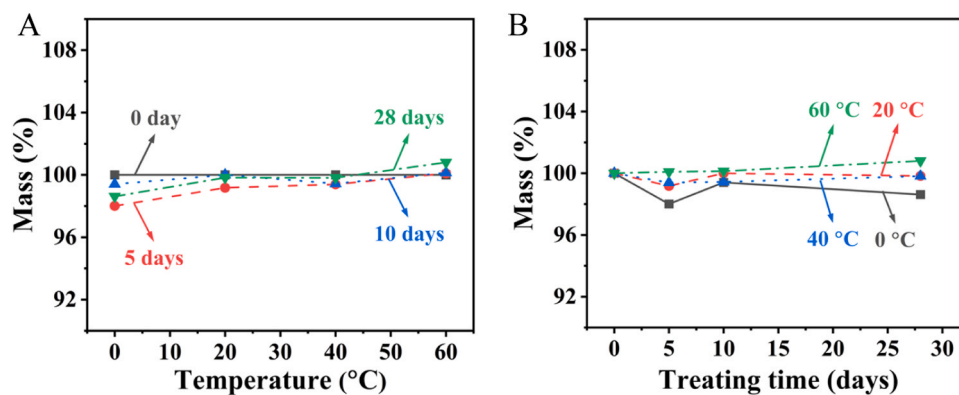 A
108
104
100
96
92
Mass (%)
0 day
28 days
5 days
10 days
0 10 20 30 40 50 60
Temperature (°C)
B
108
104
100
96
92
Mass (%)
60 °C
20 °C
40 °C
0 °C
0 5 10 15 20 25 30
Treating time (days)